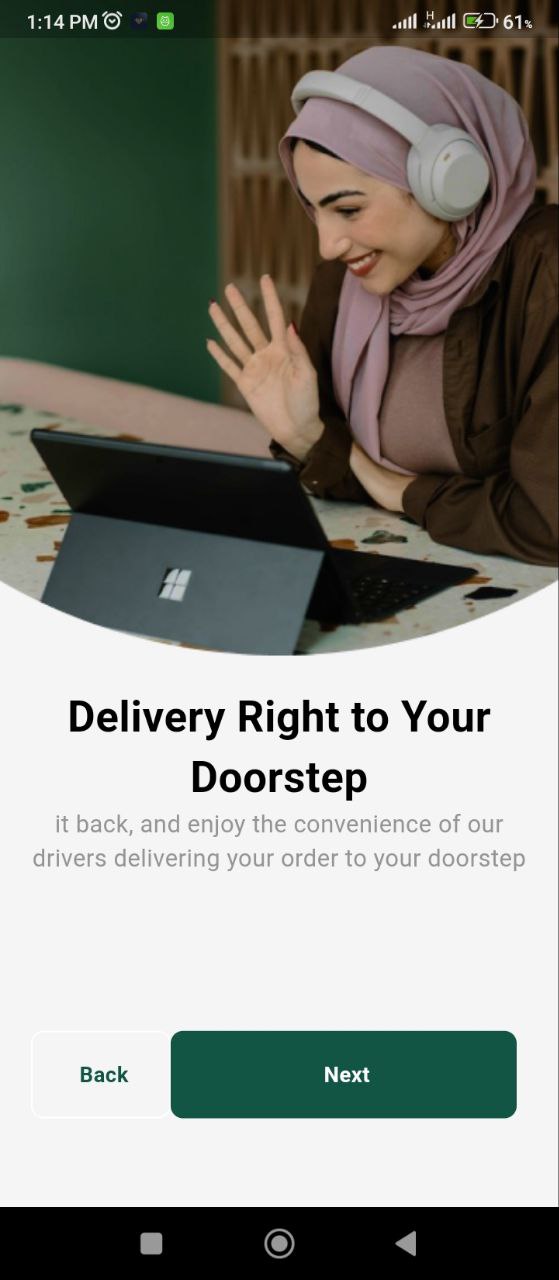 1:14 PM
H
61%
Delivery Right to Your
Doorstep
it back, and enjoy the convenience of our
drivers delivering your order to your doorstep
Back
Next